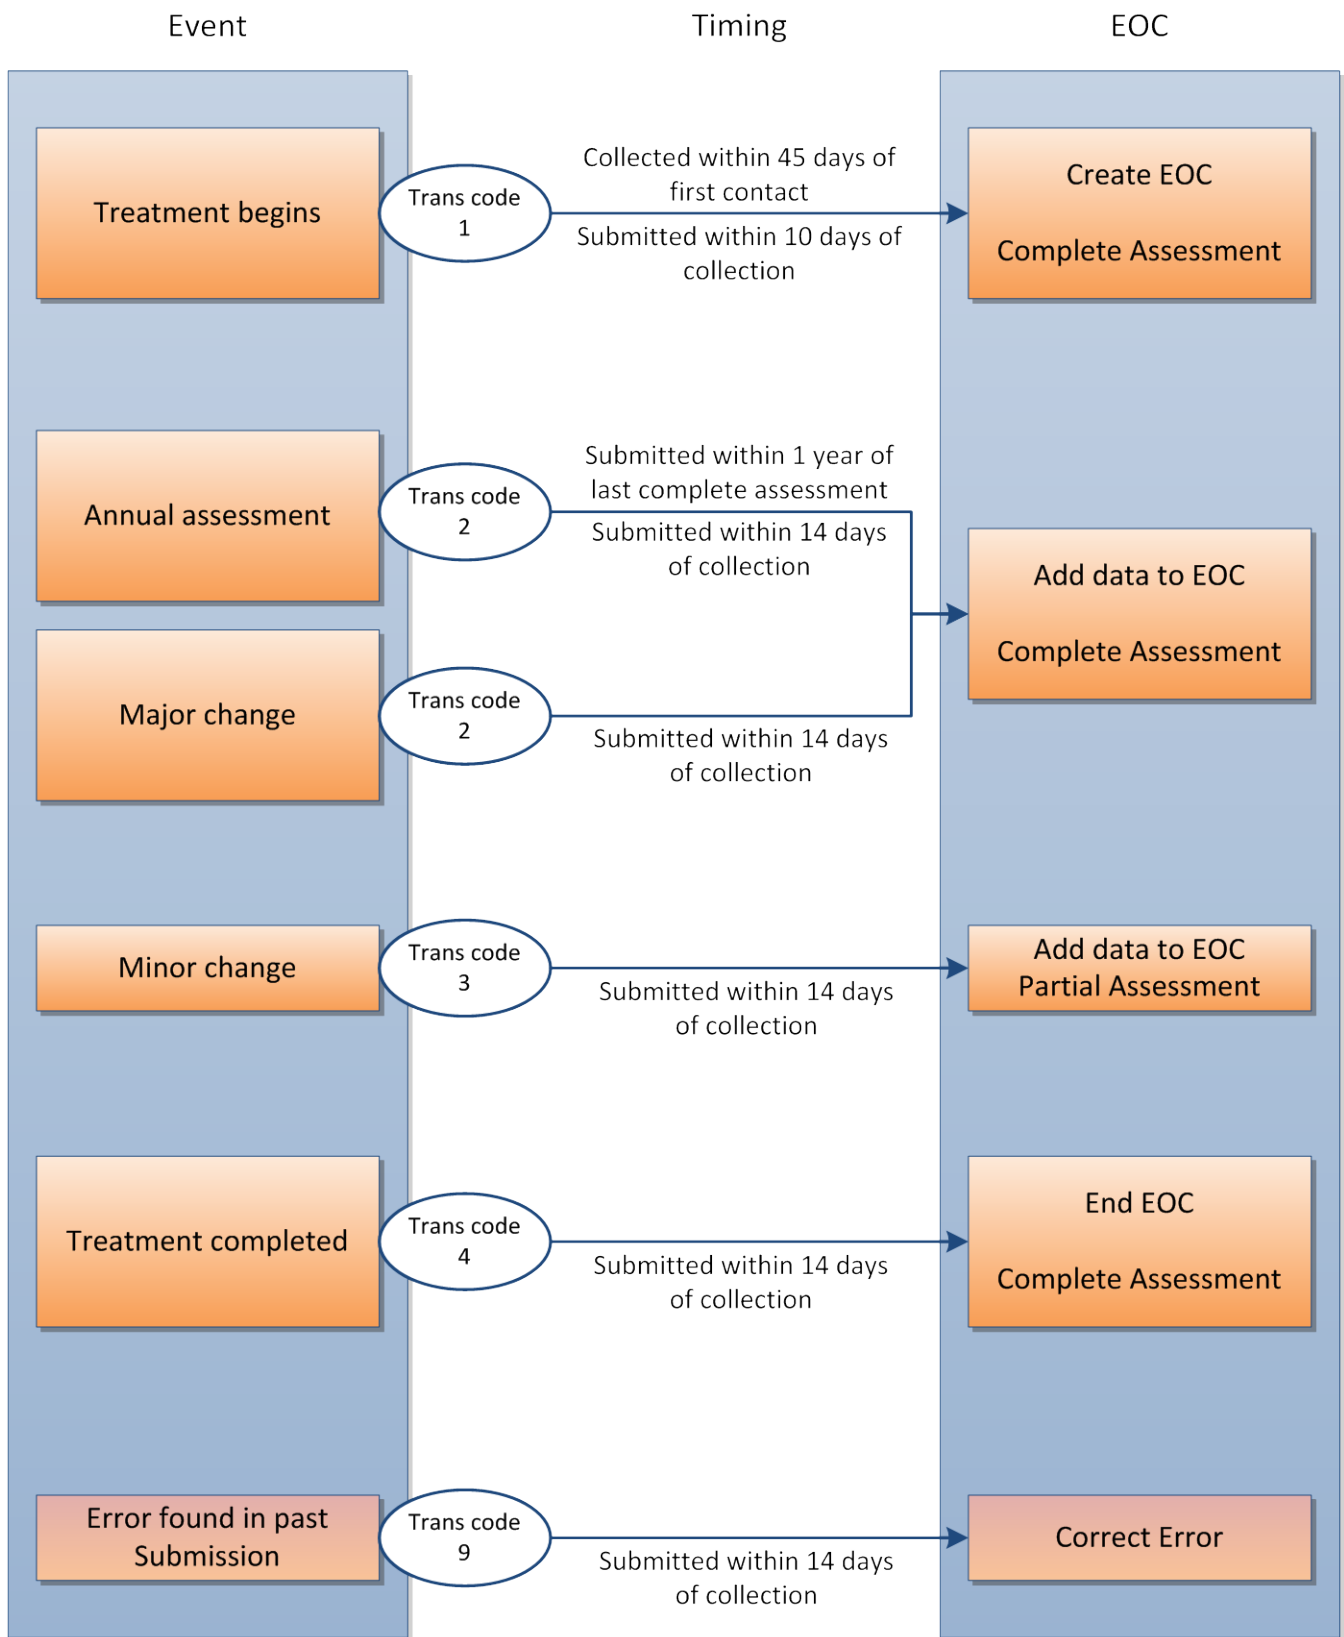 Event
Timing
EOC
Treatment begins
Trans code
1
Collected within 45 days of
first contact
Submitted within 10 days of
collection
Create EOC
Complete Assessment
Annual assessment
Trans code
2
Submitted within 1 year of
last complete assessment
Submitted within 14 days
of collection
Add data to EOC
Complete Assessment
Major change
Trans code
2
Submitted within 14 days
of collection
Minor change
Trans code
3
Submitted within 14 days
of collection
Add data to EOC
Partial Assessment
Treatment completed
Trans code
4
Submitted within 14 days
of collection
End EOC
Complete Assessment
Error found in past
Submission
Trans code
9
Submitted within 14 days
of collection
Correct Error